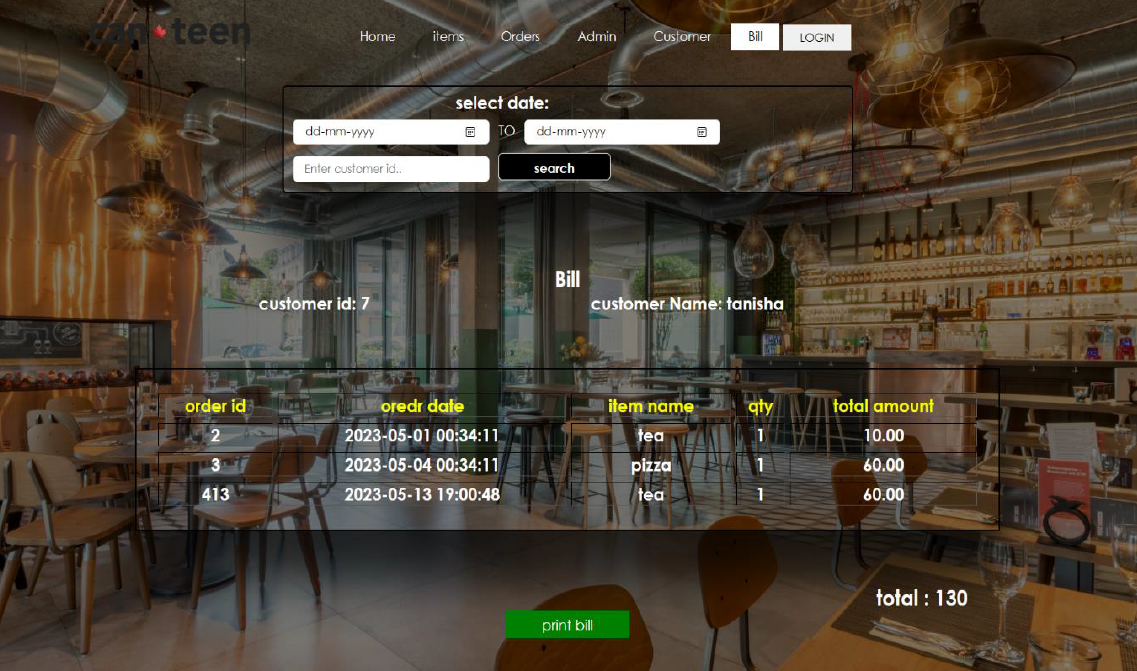 can teen
Home items Orders Admin Customer Bill LOGIN
select date:
dd-mm-yyyy TO dd-mm-yyyy
Enter customer id.. search
Bill
customer id: 7 customer Name: tanisha
order id oredr date item name qty total amount
2 2023-05-01 00:34:11 tea 1 10.00
3 2023-05-04 00:34:11 pizza 1 60.00
413 2023-05-13 19:00:48 tea 1 60.00
total : 130
print bill